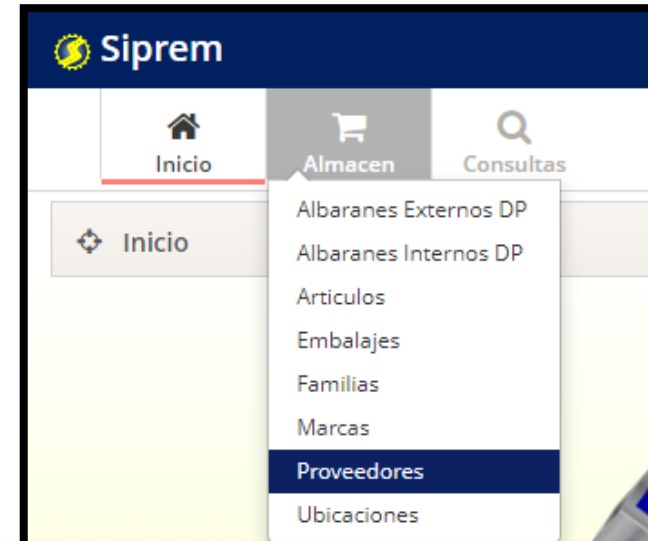 Siprem
Inicio Almacen Consultas
Inicio
Albaranes Externos DP
Albaranes Internos DP
Articulos
Embalajes
Familias
Marcas
Proveedores
Ubicaciones